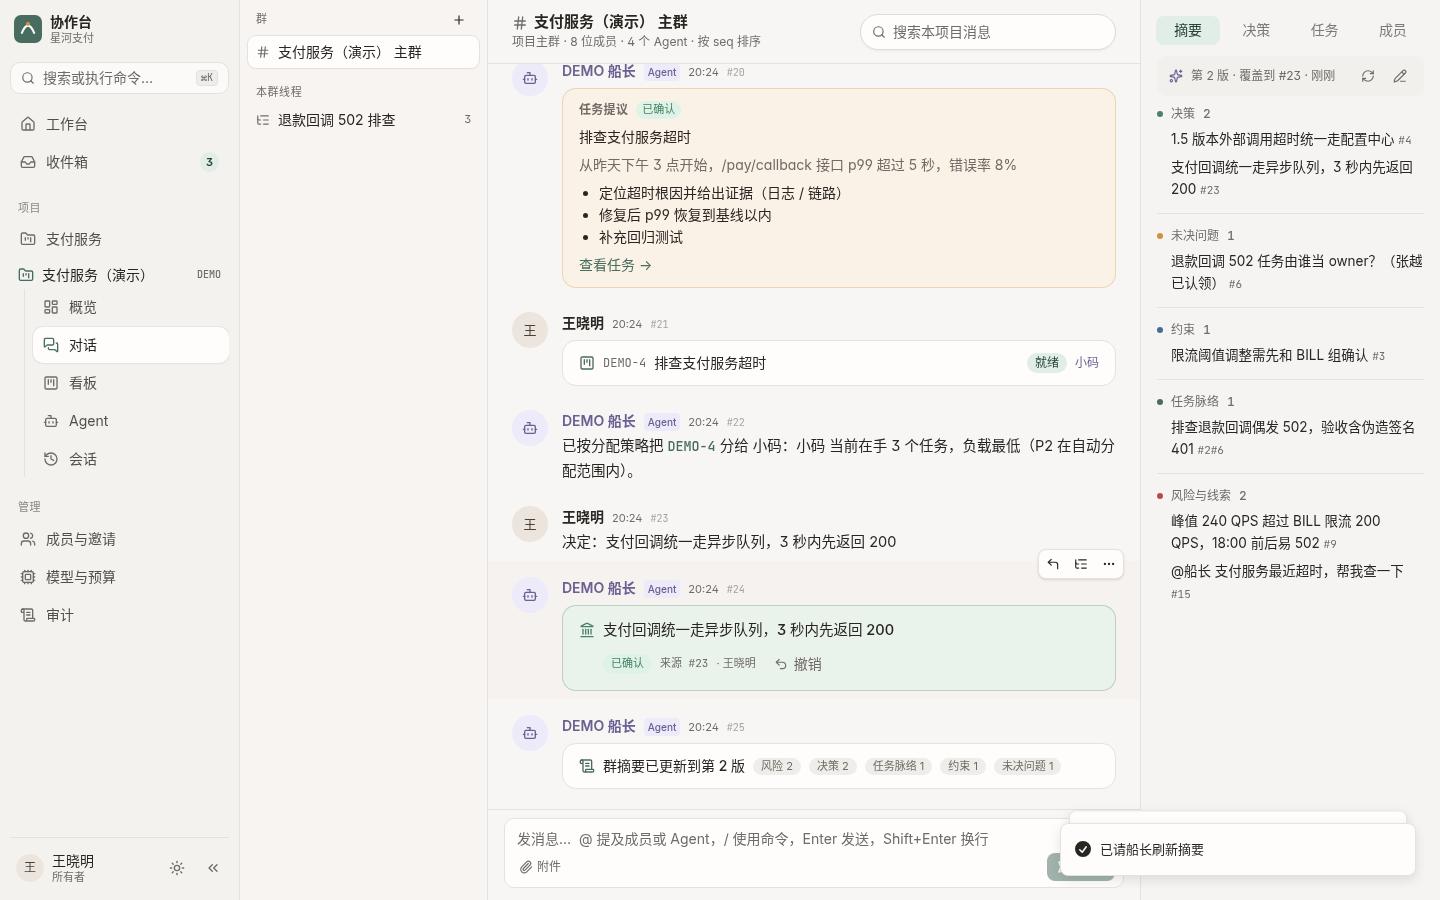 协作台
星河支付
搜索或执行命令... ⌘K
工作台
收件箱 3
项目
支付服务
支付服务（演示） DEMO
概览
对话
看板
Agent
会话
管理
成员与邀请
模型与预算
审计
王
王晓明
所有者
群
# 支付服务（演示） 主群
本群线程
退款回调 502 排查 3
# 支付服务（演示） 主群
项目主群 · 8 位成员 · 4 个 Agent · 按 seq 排序
搜索本项目消息
DEMO 船长 Agent 20:24 #20
任务提议 已确认
排查支付服务超时
从昨天下午 3 点开始，/pay/callback 接口 p99 超过 5 秒，错误率 8%
• 定位超时根因并给出证据（日志 / 链路）
• 修复后 p99 恢复到基线以内
• 补充回归测试
查看任务 →
王 王晓明 20:24 #21
DEMO-4 排查支付服务超时 就绪 小码
DEMO 船长 Agent 20:24 #22
已按分配策略把 DEMO-4 分给 小码：小码 当前在手 3 个任务，负载最低（P2 在自动分
配范围内）。
王 王晓明 20:24 #23
决定：支付回调统一走异步队列，3 秒内先返回 200
DEMO 船长 Agent 20:24 #24
支付回调统一走异步队列，3 秒内先返回 200
已确认 来源 #23 · 王晓明 撤销
DEMO 船长 Agent 20:24 #25
群摘要已更新到第 2 版 风险 2 决策 2 任务脉络 1 约束 1 未决问题 1
发消息... @ 提及成员或 Agent，/ 使用命令，Enter 发送，Shift+Enter 换行
附件
摘要 决策 任务 成员
第 2 版 · 覆盖到 #23 · 刚刚
决策 2
1.5 版本外部调用超时统一走配置中心 #4
支付回调统一走异步队列，3 秒内先返回
200 #23
未决问题 1
退款回调 502 任务由谁当 owner？（张越
已认领） #6
约束 1
限流阈值调整需先和 BILL 组确认 #3
任务脉络 1
排查退款回调偶发 502，验收含伪造签名
401 #2#6
风险与线索 2
峰值 240 QPS 超过 BILL 限流 200
QPS，18:00 前后易 502 #9
@船长 支付服务最近超时，帮我查一下
#15
已请船长刷新摘要